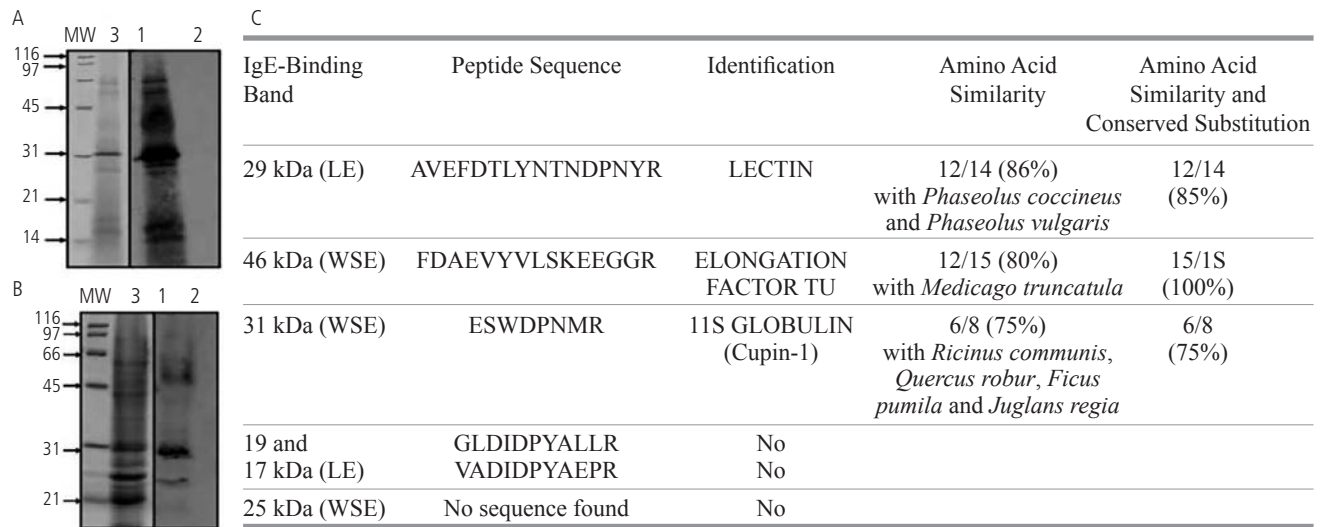 A
MW 3 1 2
116
97
45
31
21
14
B
MW 3 1 2
116
97
66
45
31
21
C
IgE-Binding Band Peptide Sequence Identification Amino Acid Similarity Amino Acid Similarity and Conserved Substitution
29 kDa (LE) AVEFDTLYNTNDPNYR LECTIN 12/14 (86%) 12/14
with Phaseolus coccineus (85%)
and Phaseolus vulgaris
46 kDa (WSE) FDAEVYVLSKEEGGR ELONGATION 12/15 (80%) 15/1S
FACTOR TU with Medicago truncatula (100%)
31 kDa (WSE) ESWDPNMR 11S GLOBULIN 6/8 (75%) 6/8
(Cupin-1) with Ricinus communis, (75%)
Quercus robur, Ficus
pumila and Juglans regia
19 and GLDIDPYALLR No
17 kDa (LE) VADIDPYAEPR No
25 kDa (WSE) No sequence found No